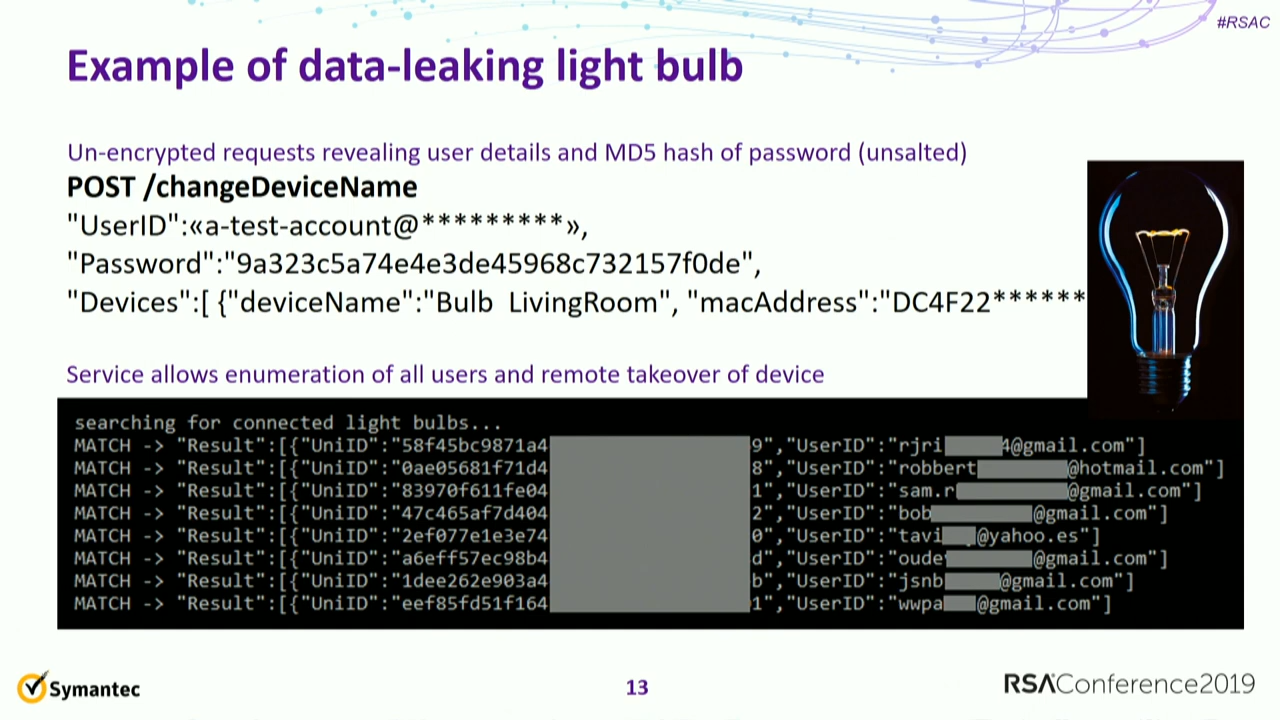 #RSAC
Example of data-leaking light bulb
Un-encrypted requests revealing user details and MD5 hash of password (unsalted)
POST /changeDeviceName
"UserID":«a-test-account@*********»,
"Password":"9a323c5a74e4e3de45968c732157f0de",
"Devices":[ {"deviceName":"Bulb LivingRoom", "macAddress":"DC4F22******
Service allows enumeration of all users and remote takeover of device
searching for connected light bulbs...
MATCH -> "Result":[{"UniID":"58f45bc9871a4 9","UserID":"rjri 4@gmail.com"]
MATCH -> "Result":[{"UniID":"0ae05681f71d4 8","UserID":"robbert @hotmail.com"]
MATCH -> "Result":[{"UniID":"83970f611fe04 1","UserID":"sam.r @gmail.com"]
MATCH -> "Result":[{"UniID":"47c465af7d404 2","UserID":"bob @gmail.com"]
MATCH -> "Result":[{"UniID":"2ef077e1e3e74 0","UserID":"tavi @yahoo.es"]
MATCH -> "Result":[{"UniID":"a6eff57ec98b4 d","UserID":"oude @gmail.com"]
MATCH -> "Result":[{"UniID":"1dee262e903a4 b","UserID":"jsnb @gmail.com"]
MATCH -> "Result":[{"UniID":"eef85fd51f164 1","UserID":"wwpa @gmail.com"]
Symantec
13
RSAConference2019